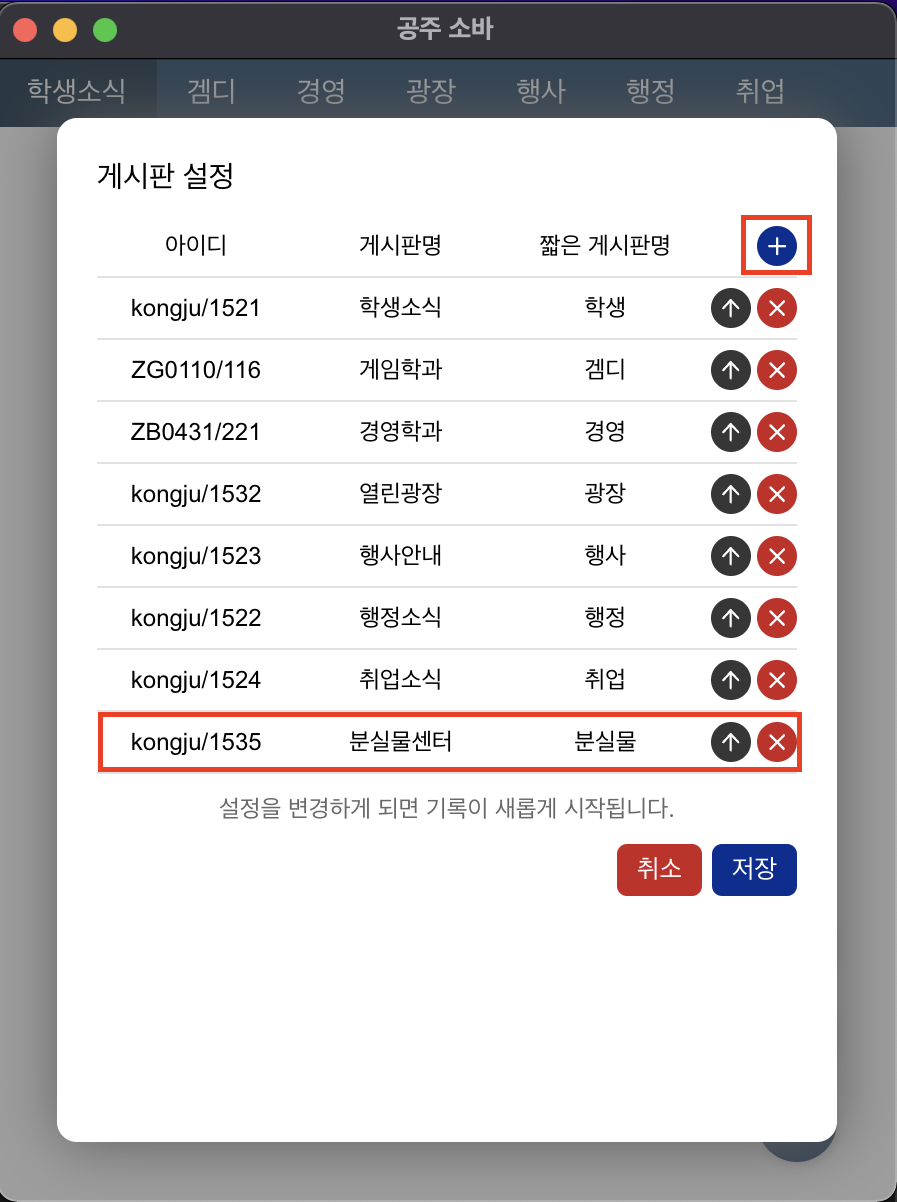 공주 소바
학생소식 겜디 경영 광장 행사 행정 취업
게시판 설정
아이디 게시판명 짧은 게시판명
kongju/1521 학생소식 학생
ZG0110/116 게임학과 겜디
ZB0431/221 경영학과 경영
kongju/1532 열린광장 광장
kongju/1523 행사안내 행사
kongju/1522 행정소식 행정
kongju/1524 취업소식 취업
kongju/1535 분실물센터 분실물
설정을 변경하게 되면 기록이 새롭게 시작됩니다.
취소 저장